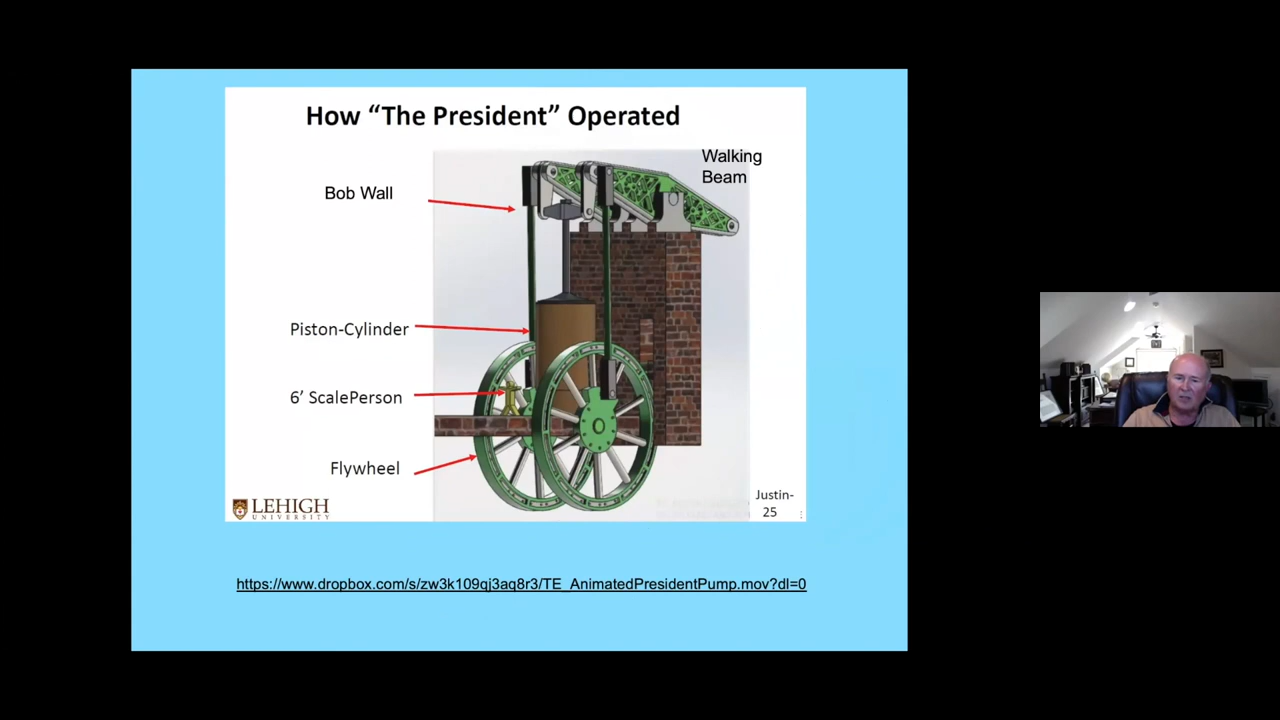 How “The President” Operated
Walking
Beam
Bob Wall
Piston-Cylinder
6’ ScalePerson
Flywheel
LEHIGH
UNIVERSITY
Justin-
25
https://www.dropbox.com/s/zw3k109qj3aq8r3/TE_AnimatedPresidentPump.mov?dl=0